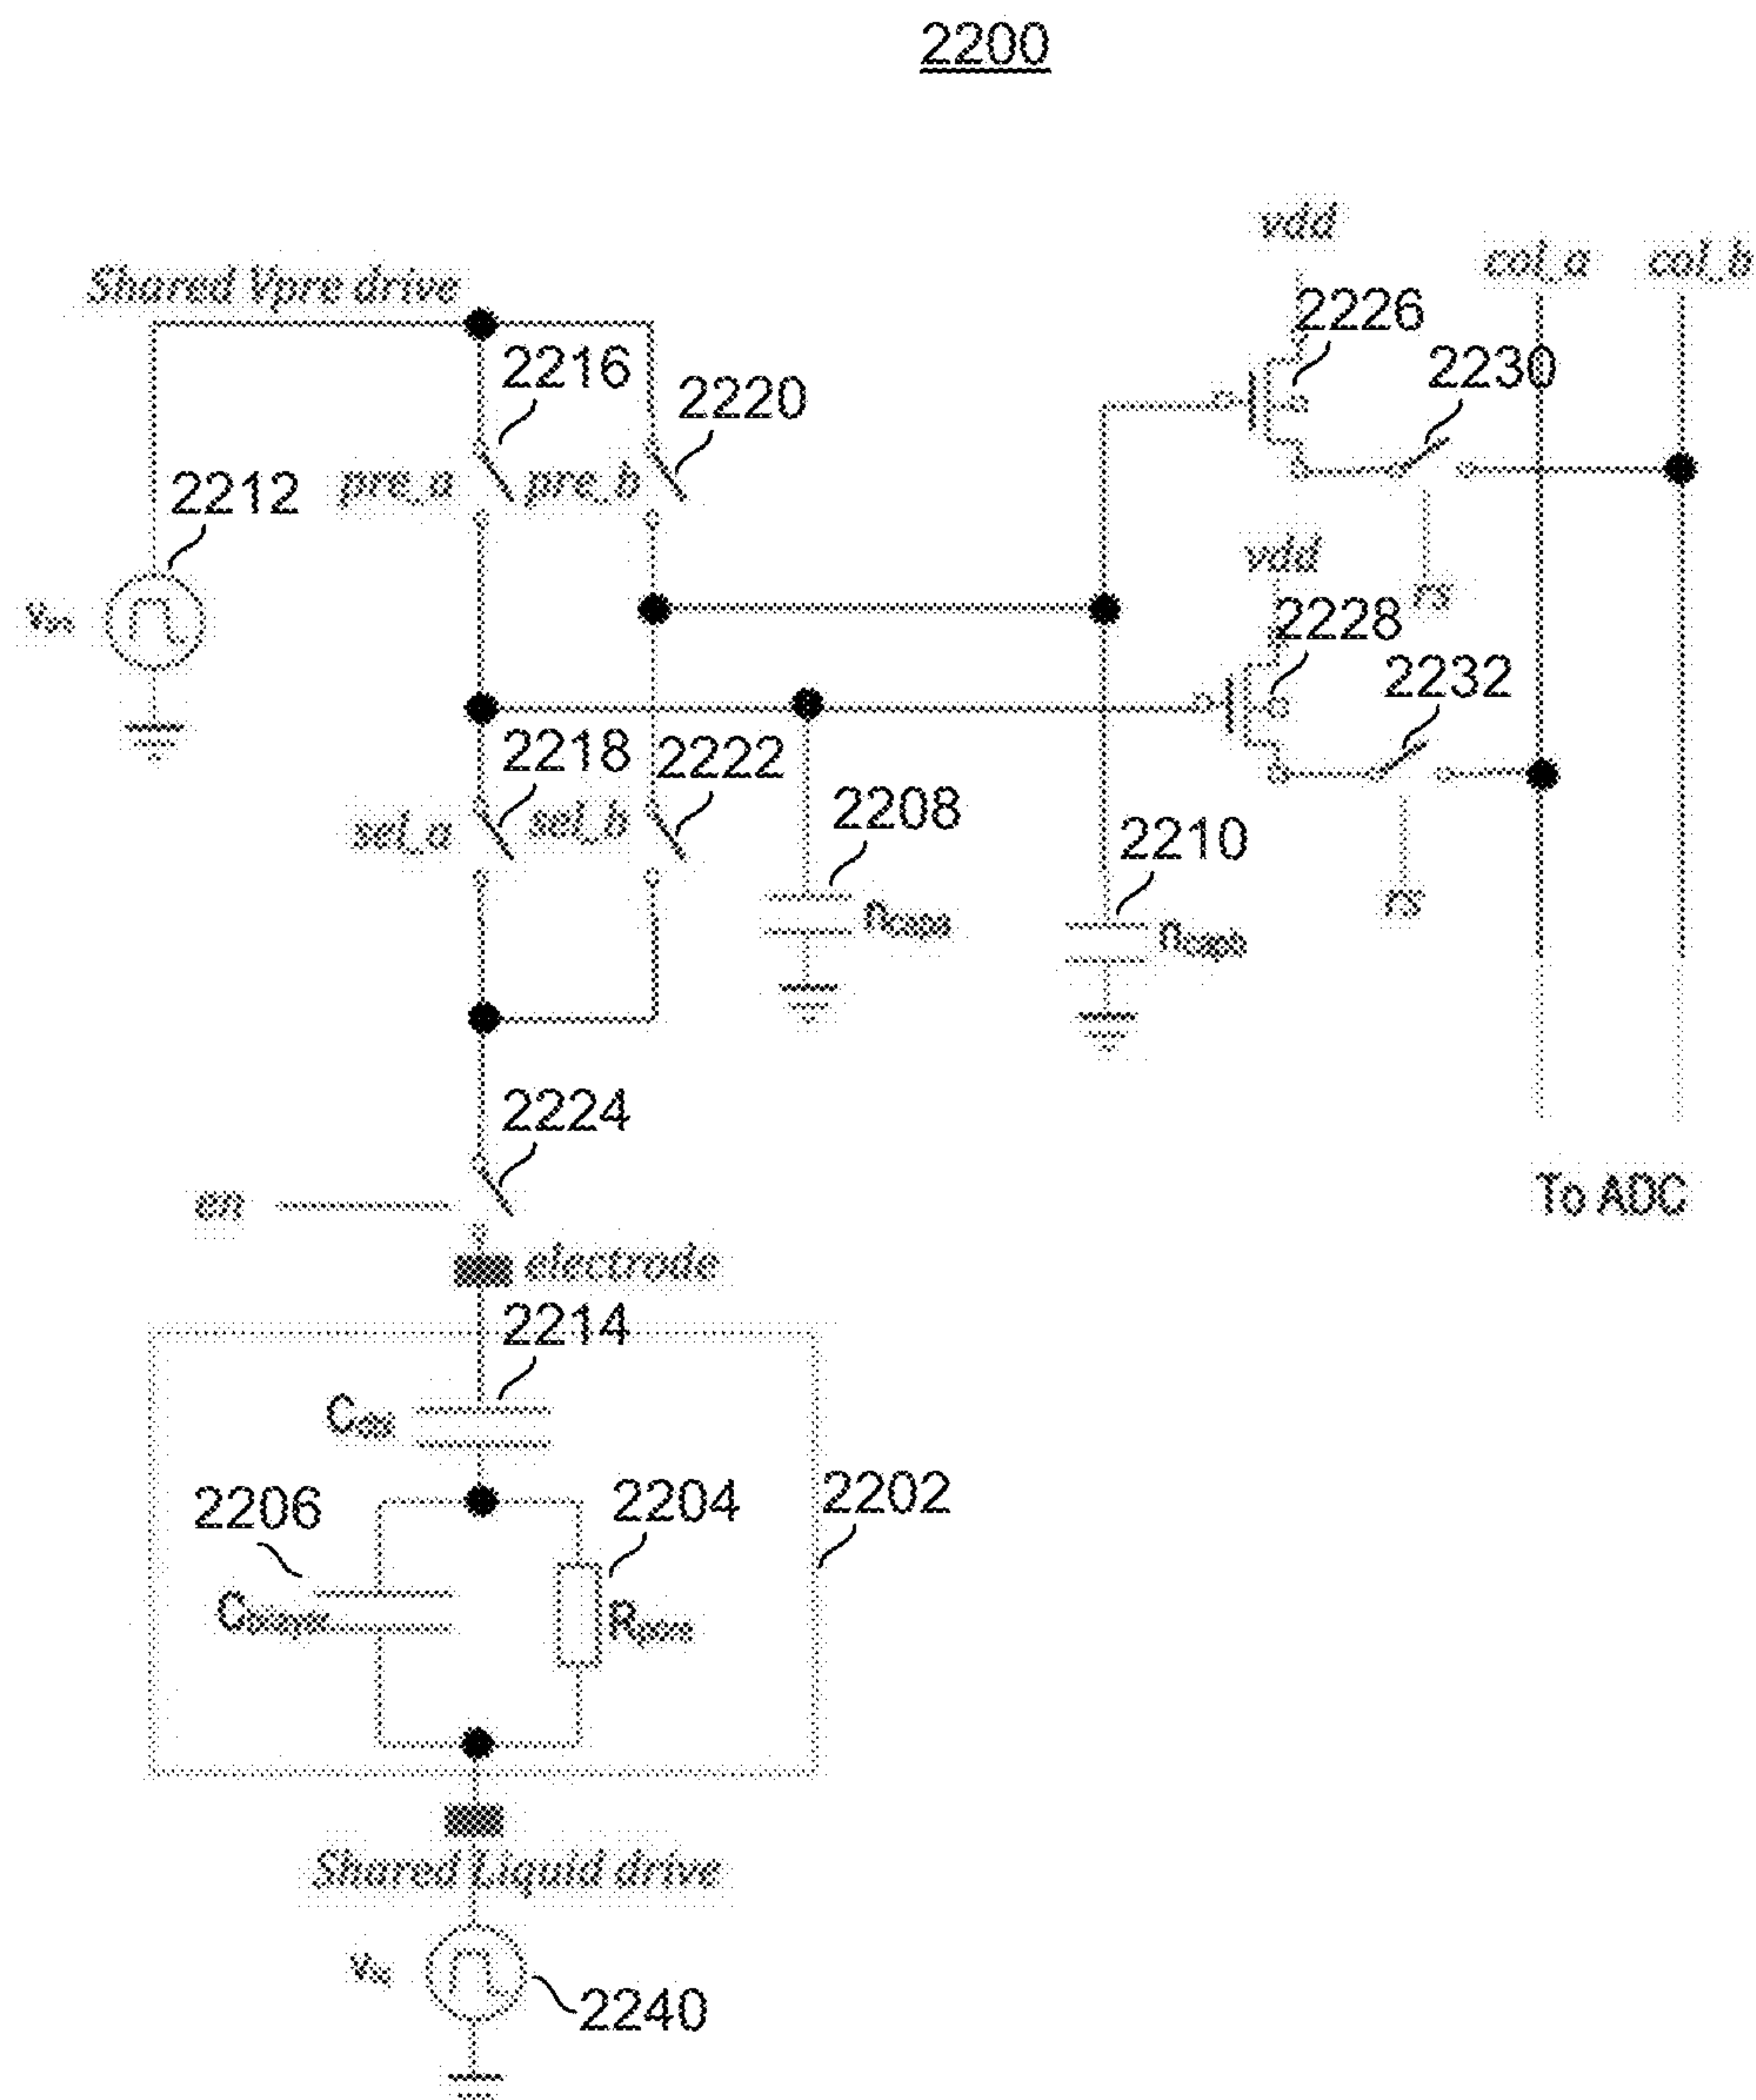 2200
vdd
col_a
col_b
Shared Vpre drive
2226
2216
2230
2220
pre_a
pre_b
2212
vdd
rs
2228
2232
2218
2222
2208
sel_a
sel_b
2210
rs
ncapa
ncapb
2224
To ADC
en
electrode
2214
2206
2204
2202
Rpore
Shared Liquid drive
2240